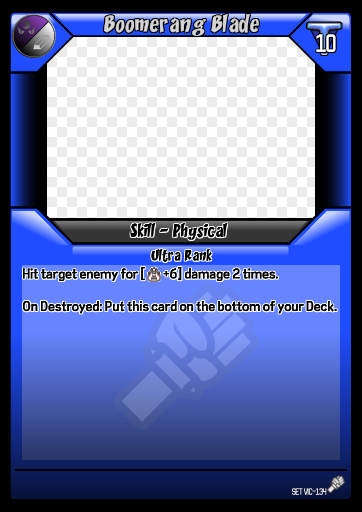 Boomerang Blade
10
Skill - Physical
Ultra Rank
Hit target enemy for [ +6] damage 2 times.
On Destroyed: Put this card on the bottom of your Deck.
SET VIC-134